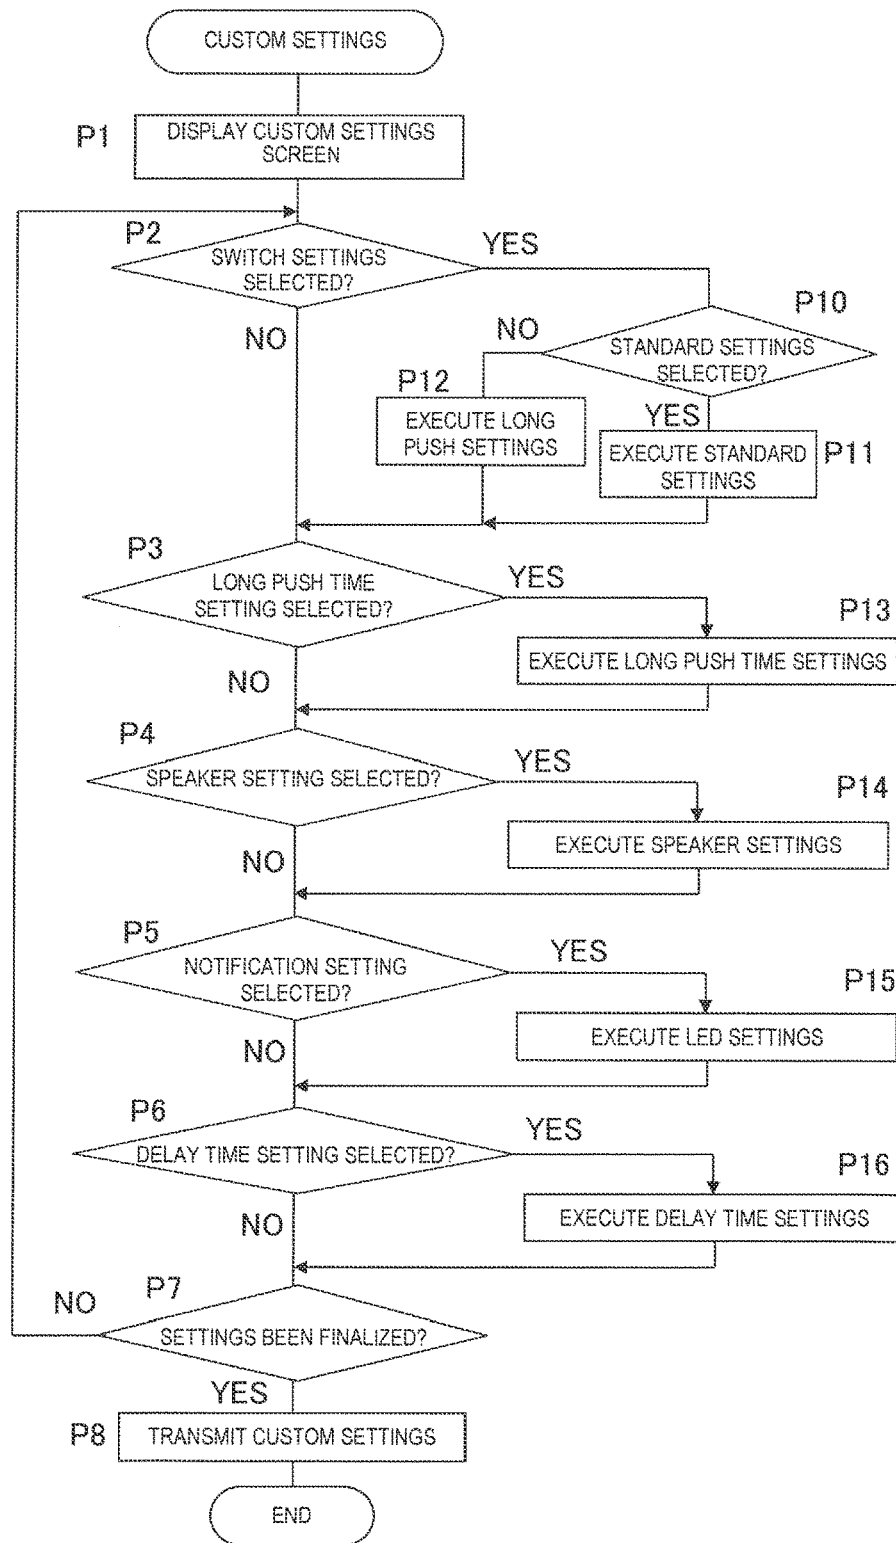 CUSTOM SETTINGS
P1
DISPLAY CUSTOM SETTINGS
SCREEN
P2
SWITCH SETTINGS
SELECTED?
YES
NO
P10
STANDARD SETTINGS
SELECTED?
NO
YES
P12
EXECUTE LONG
PUSH SETTINGS
EXECUTE STANDARD
SETTINGS
P11
P3
LONG PUSH TIME
SETTING SELECTED?
YES
P13
EXECUTE LONG PUSH TIME SETTINGS
NO
P4
SPEAKER SETTING SELECTED?
YES
P14
EXECUTE SPEAKER SETTINGS
NO
P5
NOTIFICATION SETTING
SELECTED?
YES
P15
EXECUTE LED SETTINGS
NO
P6
DELAY TIME SETTING SELECTED?
YES
P16
EXECUTE DELAY TIME SETTINGS
NO
P7
NO
SETTINGS BEEN FINALIZED?
YES
P8
TRANSMIT CUSTOM SETTINGS
END